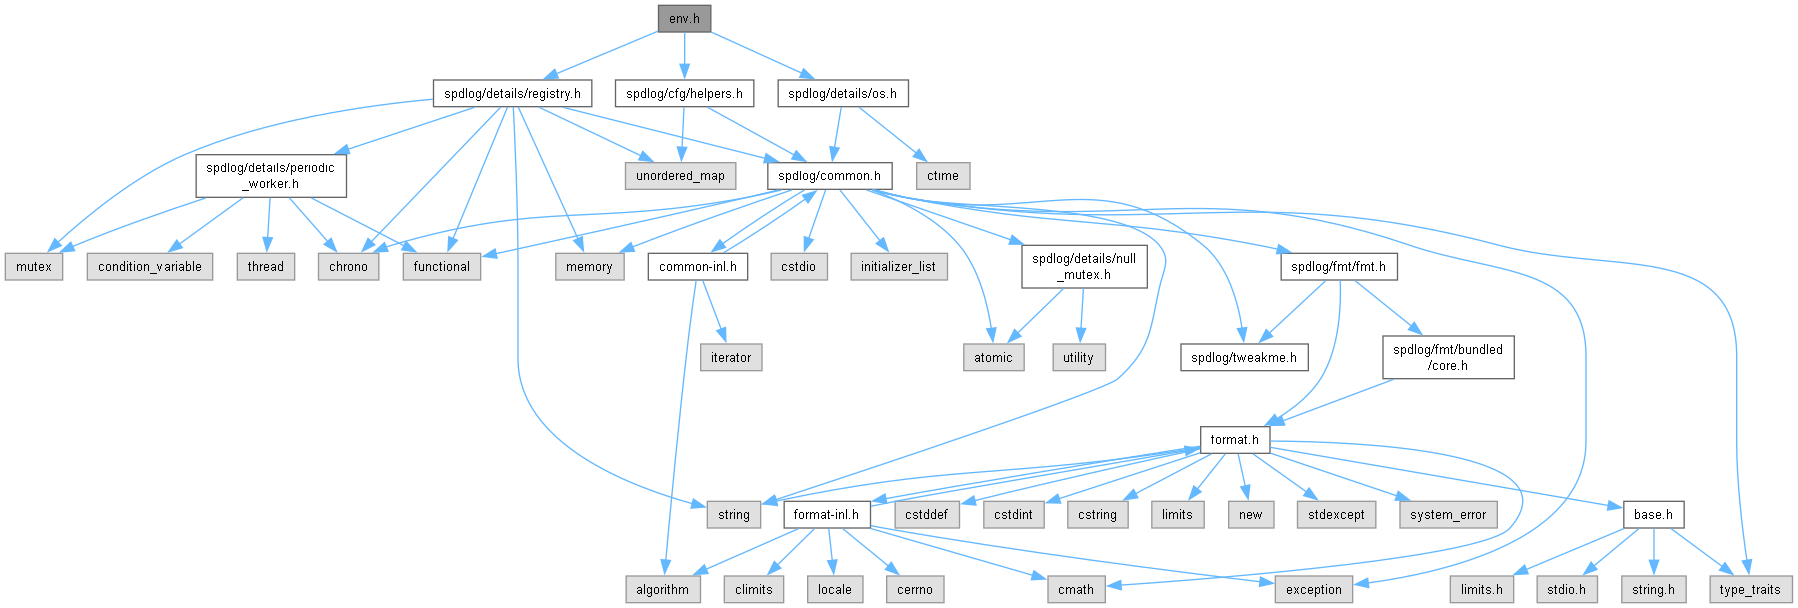 env.h
spdlog/details/registry.h
spdlog/cfg/helpers.h
spdlog/details/os.h
spdlog/details/periodic
_worker.h
unordered_map
spdlog/common.h
ctime
mutex
condition_variable
thread
chrono
functional
memory
common-inl.h
cstdio
initializer_list
spdlog/details/null
_mutex.h
spdlog/fmt/fmt.h
iterator
atomic
utility
spdlog/tweakme.h
spdlog/fmt/bundled
/core.h
format.h
string
format-inl.h
cstddef
cstdint
cstring
limits
new
stdexcept
system_error
base.h
algorithm
climits
locale
cerrno
cmath
exception
limits.h
stdio.h
string.h
type_traits